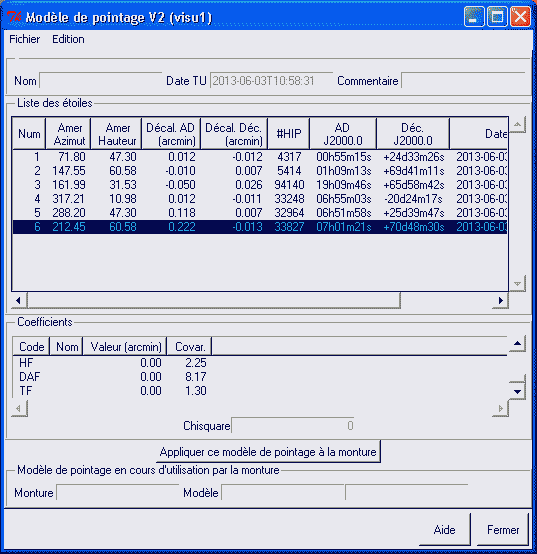 Modèle de pointage V2 (visu1)
Fichier Edition
Nom Date TU 2013-06-03T10:58:31 Commentaire
Liste des étoiles
Num Amer Azimut Amer Hauteur Décal. AD (arcmin) Décal. Déc. (arcmin) #HIP AD J2000.0 Déc. J2000.0 Date
1 71.80 47.30 0.012 -0.012 4317 00h55m15s +24d33m26s 2013-06-03
2 147.55 60.58 -0.010 0.007 5414 01h09m13s +69d41m11s 2013-06-03
3 161.99 31.53 -0.050 0.026 94140 19h09m46s +65d58m42s 2013-06-03
4 317.21 10.98 0.012 -0.011 33248 06h55m03s -20d24m17s 2013-06-03
5 288.20 47.30 0.118 0.007 32964 06h51m58s +25d39m47s 2013-06-03
6 212.45 60.58 0.222 -0.013 33827 07h01m21s +70d48m30s 2013-06-03
Coefficients
Code Nom Valeur (arcmin) Covar.
HF 0.00 2.25
DAF 0.00 8.17
TF 0.00 1.30
Chisquare 0
Appliquer ce modèle de pointage à la monture
Modèle de pointage en cours d'utilisation par la monture
Monture Modèle
Aide Fermer